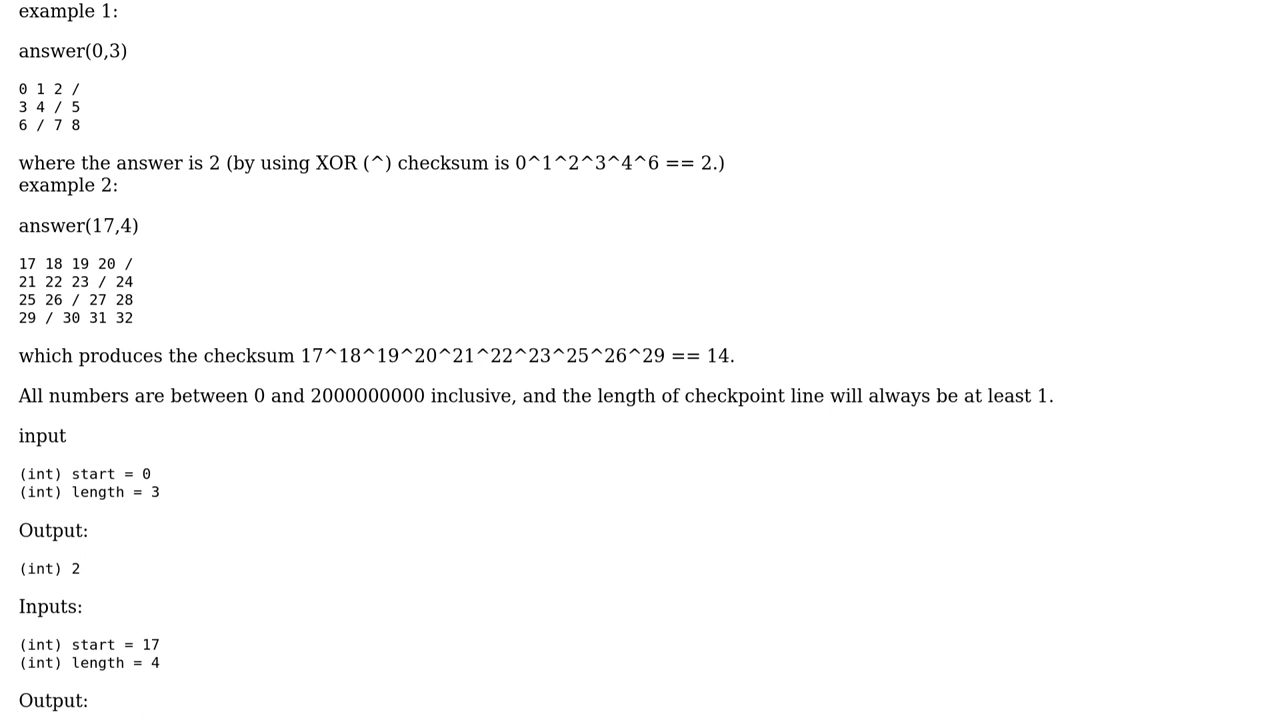 example 1:
answer(0,3)
0 1 2 /
3 4 / 5
6 / 7 8
where the answer is 2 (by using XOR (^) checksum is 0^1^2^3^4^6 == 2.)
example 2:
answer(17,4)
17 18 19 20 /
21 22 23 / 24
25 26 / 27 28
29 / 30 31 32
which produces the checksum 17^18^19^20^21^22^23^25^26^29 == 14.
All numbers are between 0 and 2000000000 inclusive, and the length of checkpoint line will always be at least 1.
input
(int) start = 0
(int) length = 3
Output:
(int) 2
Inputs:
(int) start = 17
(int) length = 4
Output: